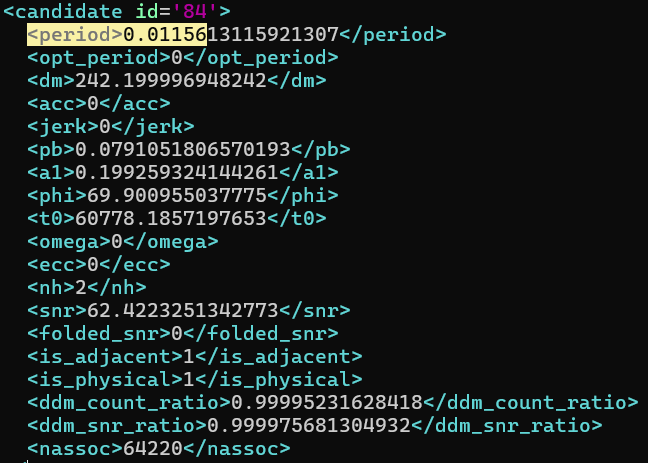 <candidate id='84'>
<period>0.0115613115921307</period>
<opt_period>0</opt_period>
<dm>242.199996948242</dm>
<acc>0</acc>
<jerk>0</jerk>
<pb>0.0791051806570193</pb>
<a1>0.199259324144261</a1>
<phi>69.900955037775</phi>
<t0>60778.1857197653</t0>
<omega>0</omega>
<ecc>0</ecc>
<nh>2</nh>
<snr>62.4223251342773</snr>
<folded_snr>0</folded_snr>
<is_adjacent>1</is_adjacent>
<is_physical>1</is_physical>
<ddm_count_ratio>0.99995231628418</ddm_count_ratio>
<ddm_snr_ratio>0.999975681304932</ddm_snr_ratio>
<nassoc>64220</nassoc>